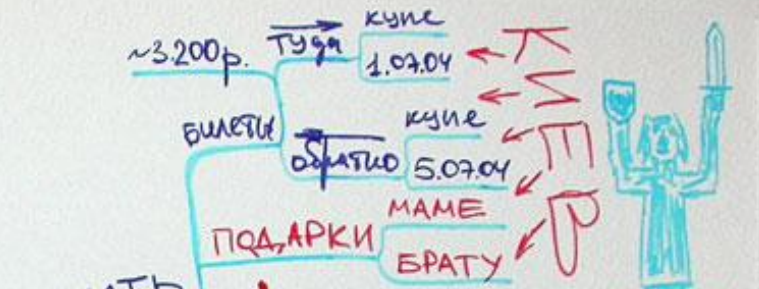 ~3.200р.
туда
купе
1.07.04
БИЛЕТЫ
обратно
купе
5.07.04
КИЕВ
ПОДАРКИ
МАМЕ
БРАТУ